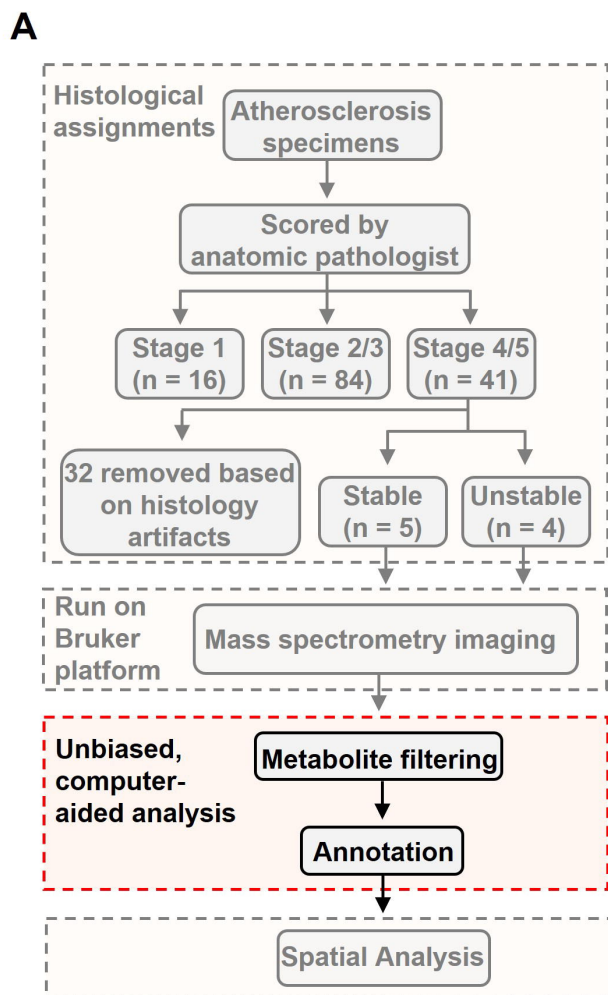 A
Histological
assignments
Atherosclerosis
specimens
Scored by
anatomic pathologist
Stage 1
(n = 16)
Stage 2/3
(n = 84)
Stage 4/5
(n = 41)
32 removed based
on histology
artifacts
Stable
(n = 5)
Unstable
(n = 4)
Run on
Bruker
platform
Mass spectrometry imaging
Unbiased,
computer-
aided analysis
Metabolite filtering
Annotation
Spatial Analysis